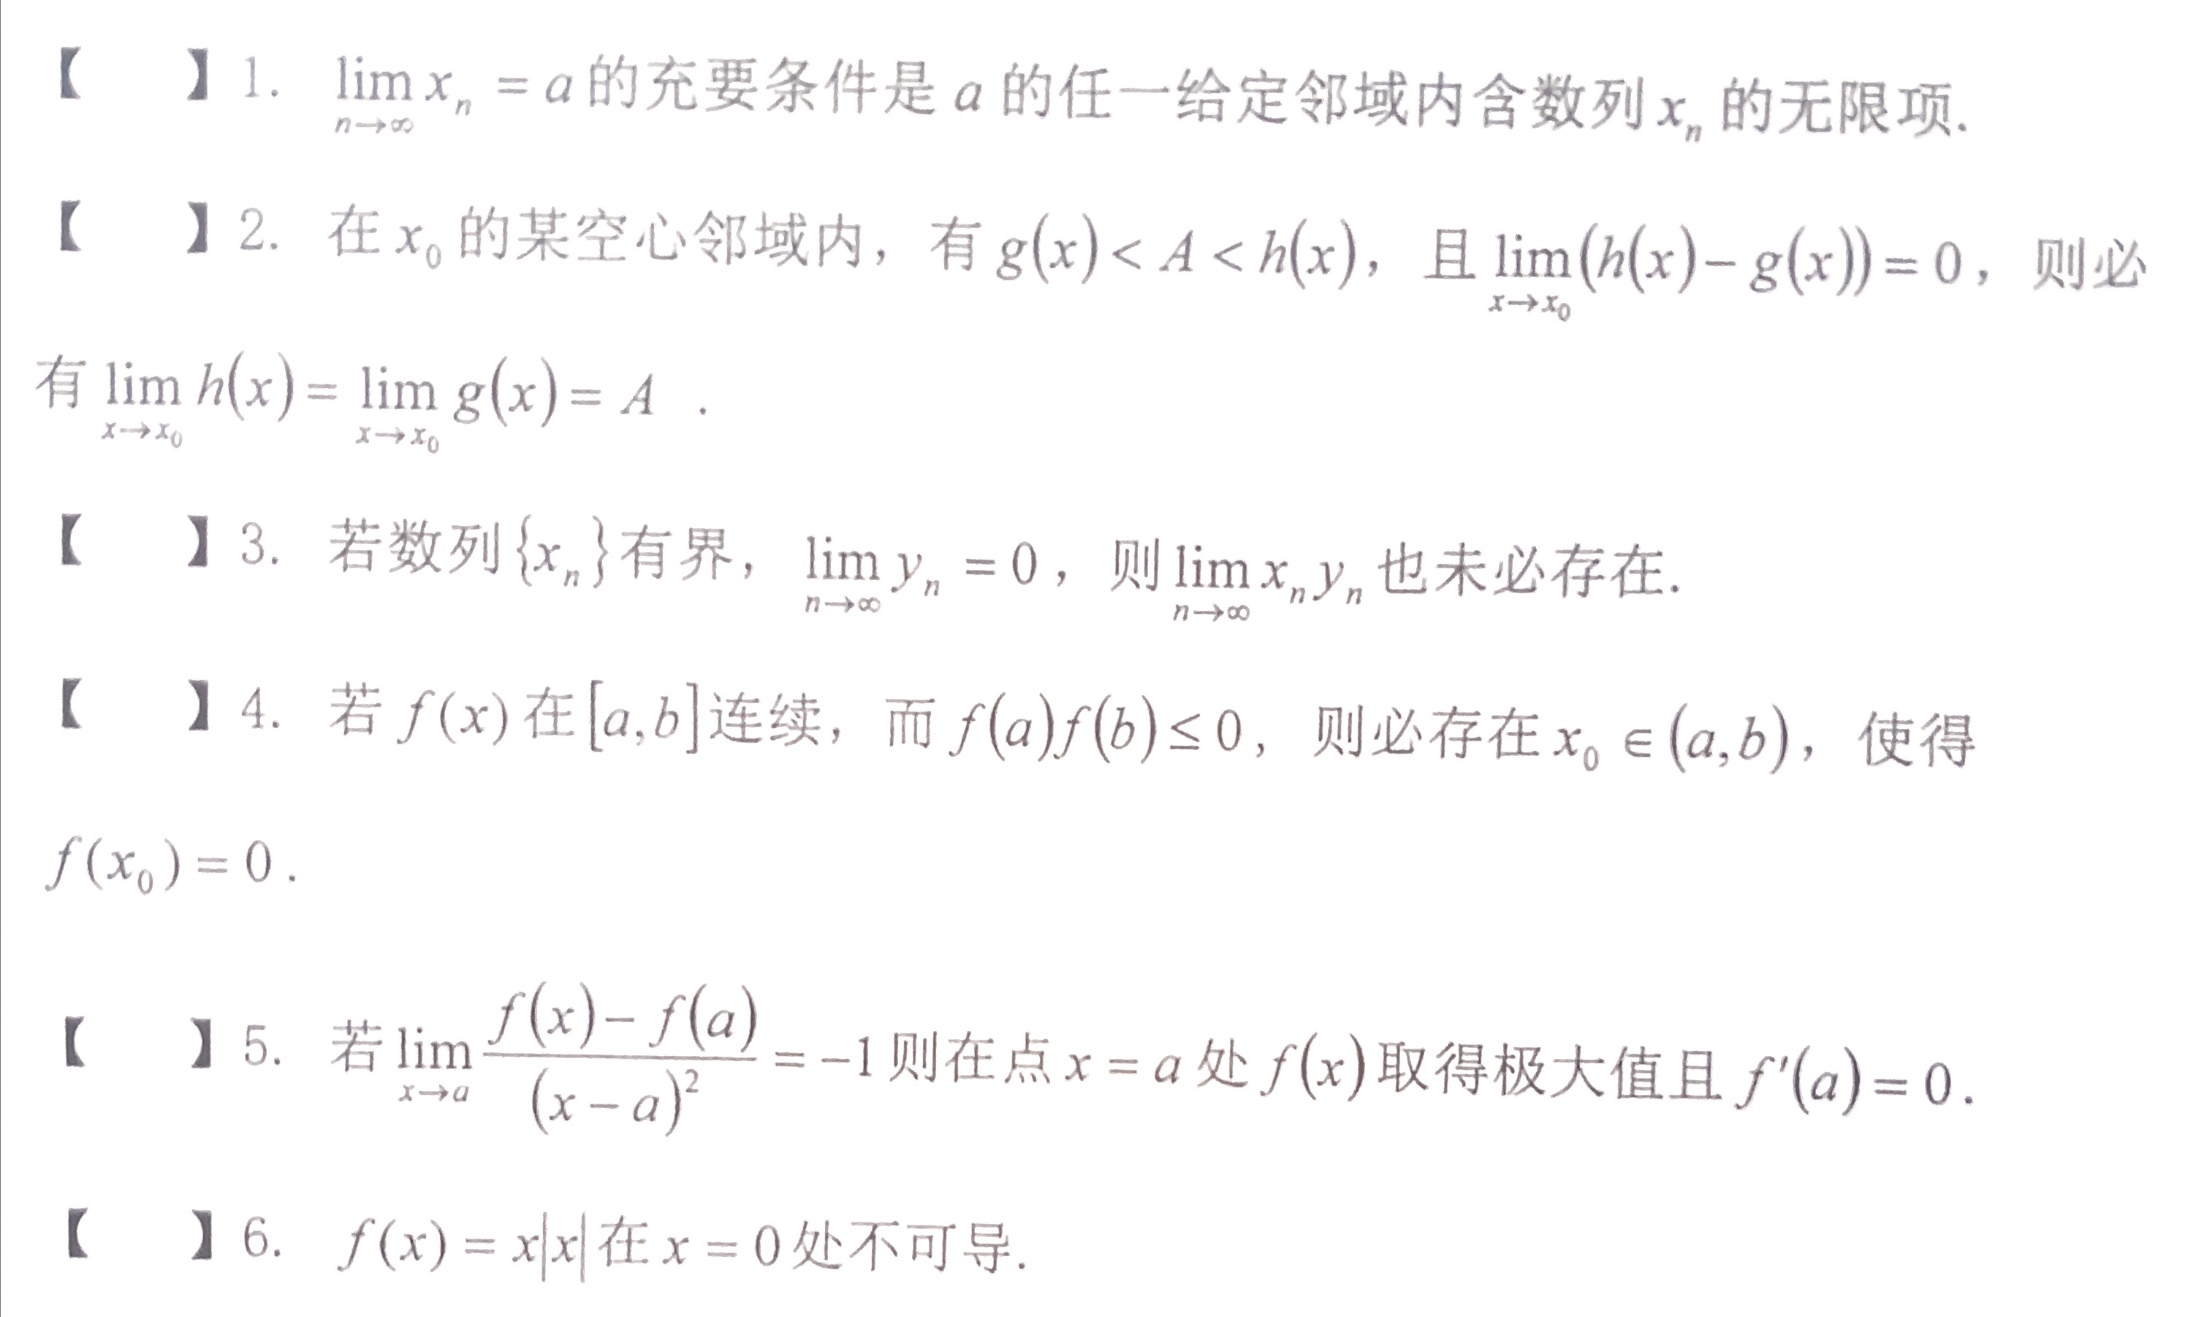 【 】1. lim_{n→∞} x_n = a 的充要条件是 a 的任一给定邻域内含数列 x_n 的无限项.
【 】2. 在 x_0 的某空心邻域内，有 g(x) < A < h(x)，且 lim_{x→x_0} (h(x) − g(x)) = 0，则必
有 lim_{x→x_0} h(x) = lim_{x→x_0} g(x) = A .
【 】3. 若数列 {x_n} 有界，lim_{n→∞} y_n = 0，则 lim_{n→∞} x_n y_n 也未必存在.
【 】4. 若 f(x) 在 [a,b] 连续，而 f(a)f(b) ≤ 0，则必存在 x_0 ∈ (a,b)，使得
f(x_0) = 0 .
【 】5. 若 lim_{x→a} \frac{f(x) − f(a)}{(x − a)^2} = −1 则在点 x = a 处 f(x) 取得极大值且 f′(a) = 0 .
【 】6. f(x) = x|x| 在 x = 0 处不可导.